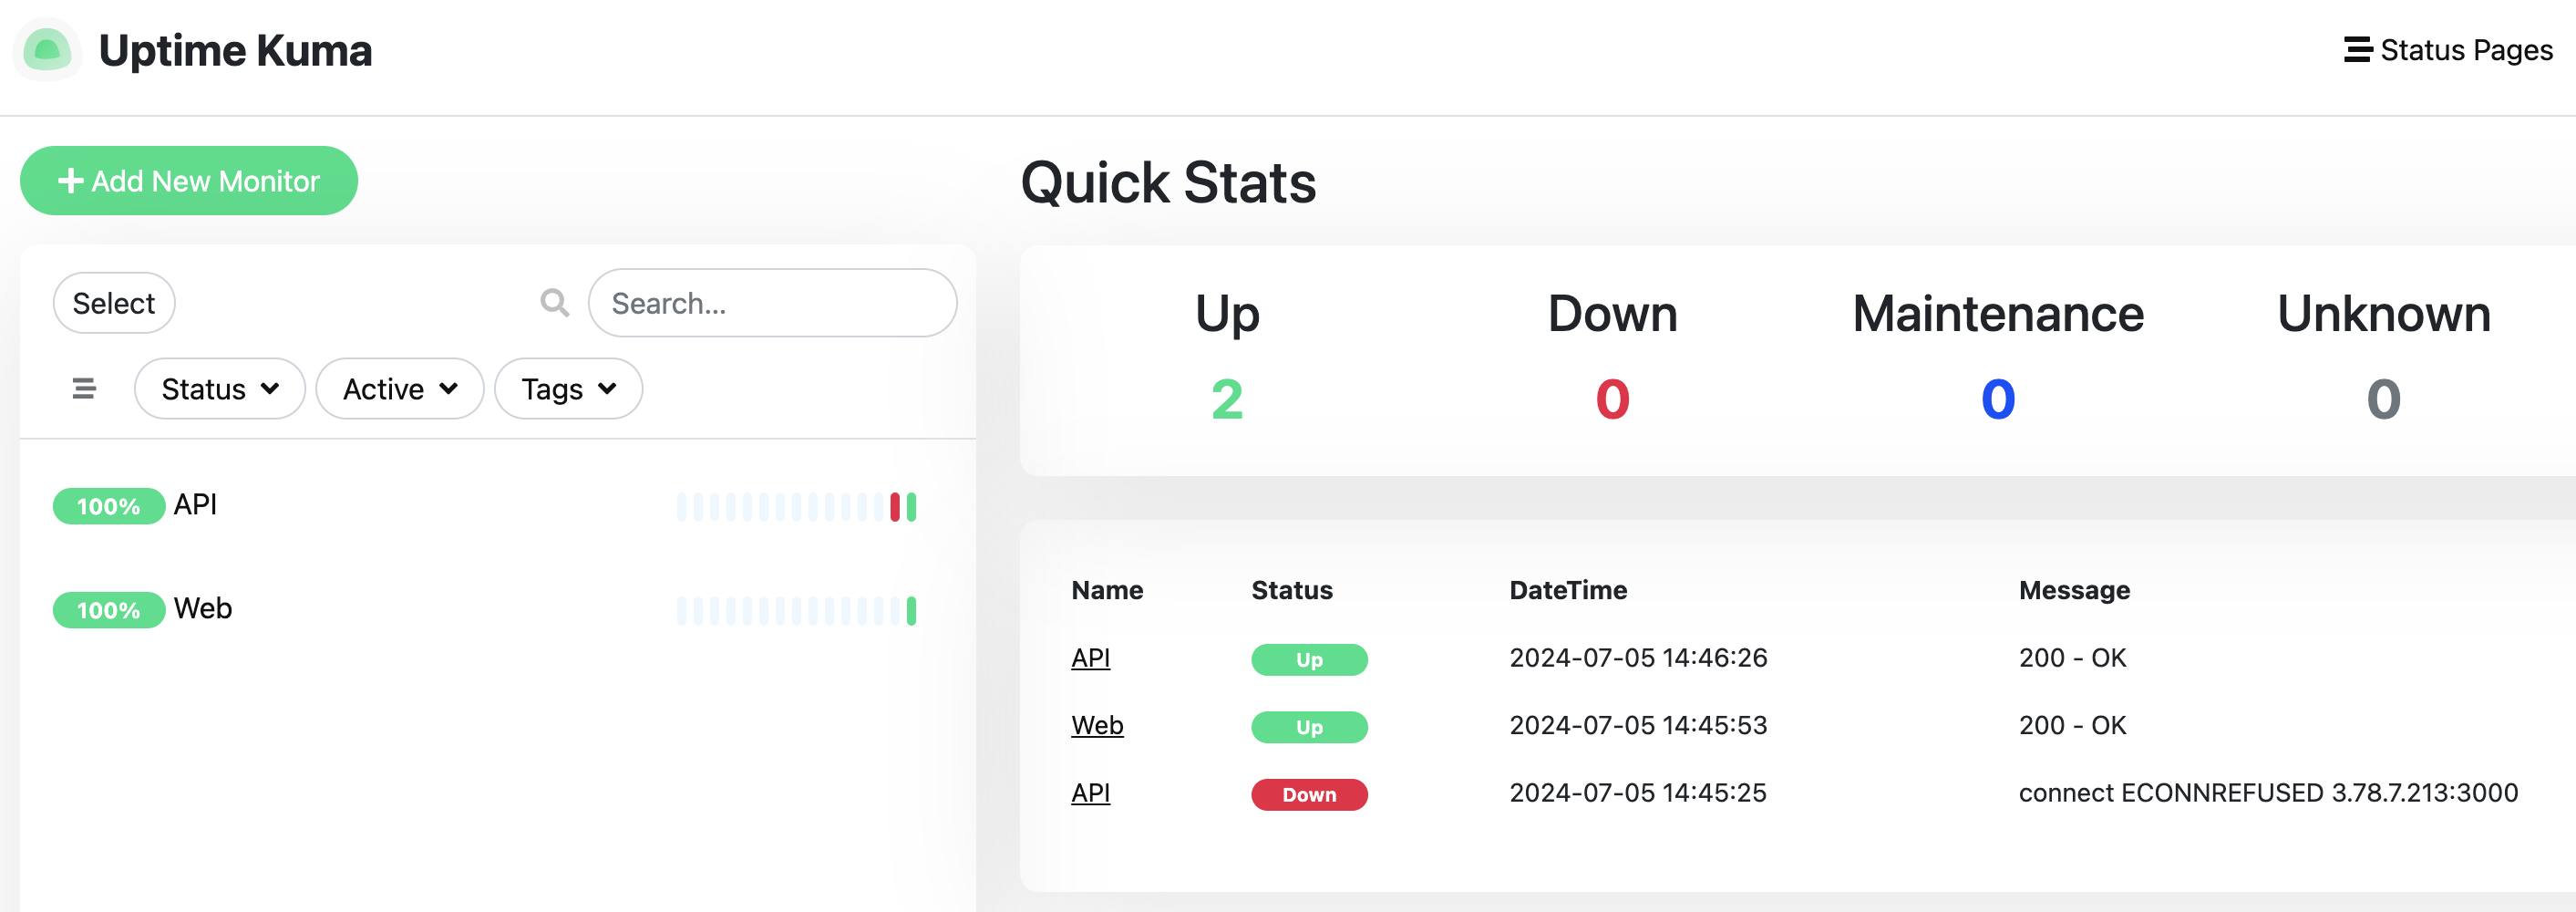 Uptime Kuma
Status Pages
Add New Monitor
Select
Search...
Status
Active
Tags
100% API
100% Web
Quick Stats
Up Down Maintenance Unknown
2 0 0 0
Name Status DateTime Message
API Up 2024-07-05 14:46:26 200 - OK
Web Up 2024-07-05 14:45:53 200 - OK
API Down 2024-07-05 14:45:25 connect ECONNREFUSED 3.78.7.213:3000